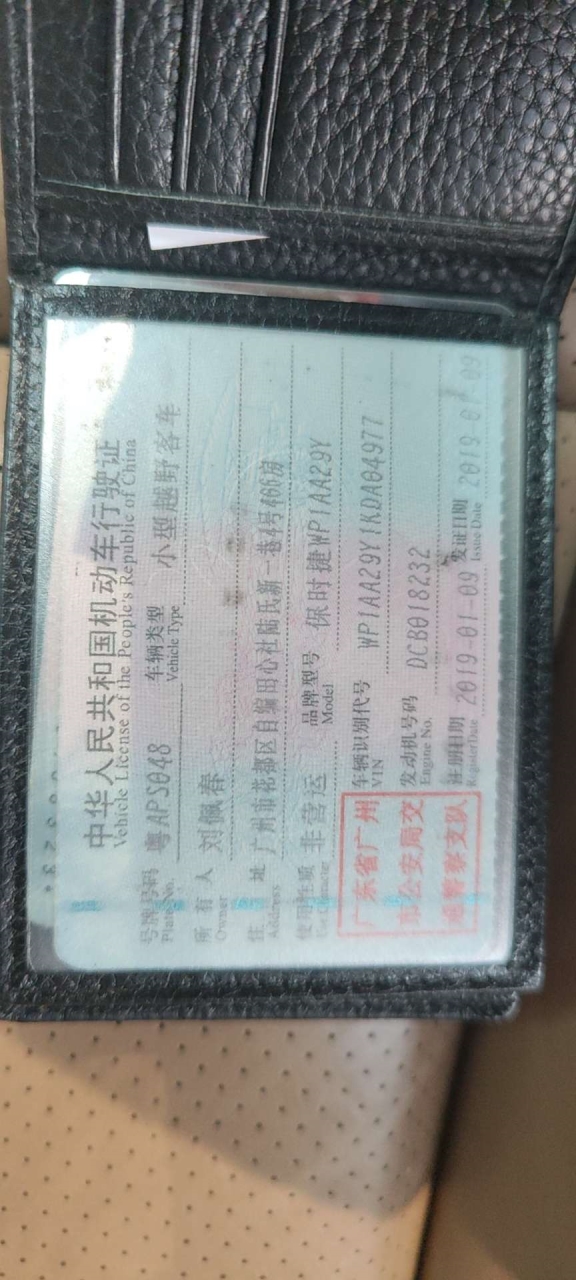 中华人民共和国机动车行驶证
Vehicle License of the People's Republic of China
号牌号码 粤APS048 车辆类型 小型越野客车
Plate No. Vehicle Type
所有人 刘佩春
Owner
住址 广州市花都区自编田心社陆氏新一巷4号466房
Address
使用性质 非营运 品牌型号 保时捷WP1AA29Y
Use Character Model
车辆识别代号 WP1AA29Y1KDA04977
VIN
发动机号码 DCB018232
Engine No.
注册日期 2019-01-09 发证日期 2019 09
Register Date Issue Date
广东省广州
市公安局交
通警察支队